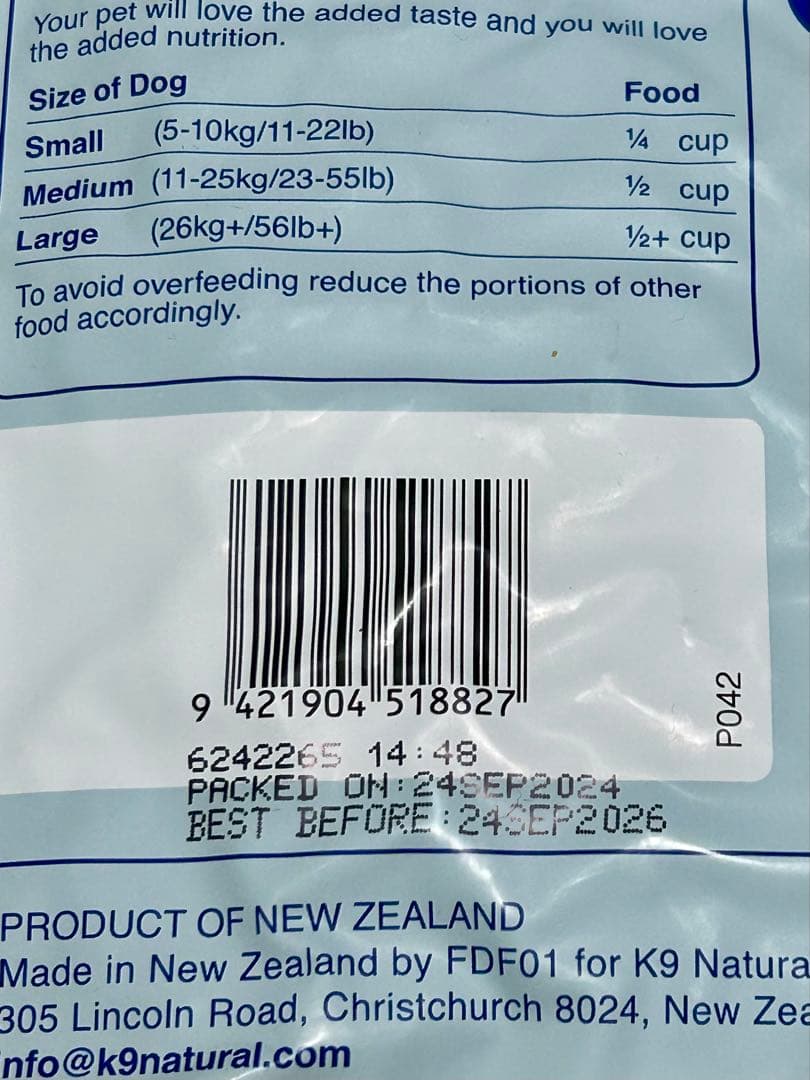 Your pet will love the added taste and you will love
the added nutrition.
Size of Dog Food
Small (5-10kg/11-22lb) ¼ cup
Medium (11-25kg/23-55lb) ½ cup
Large (26kg+/56lb+) ½+ cup
To avoid overfeeding reduce the portions of other
food accordingly.
9 421904 518827
P042
6242265 14:48
PACKED ON:24SEP2024
BEST BEFORE:24SEP2026
PRODUCT OF NEW ZEALAND
Made in New Zealand by FDF01 for K9 Natura
305 Lincoln Road, Christchurch 8024, New Zea
nfo@k9natural.com